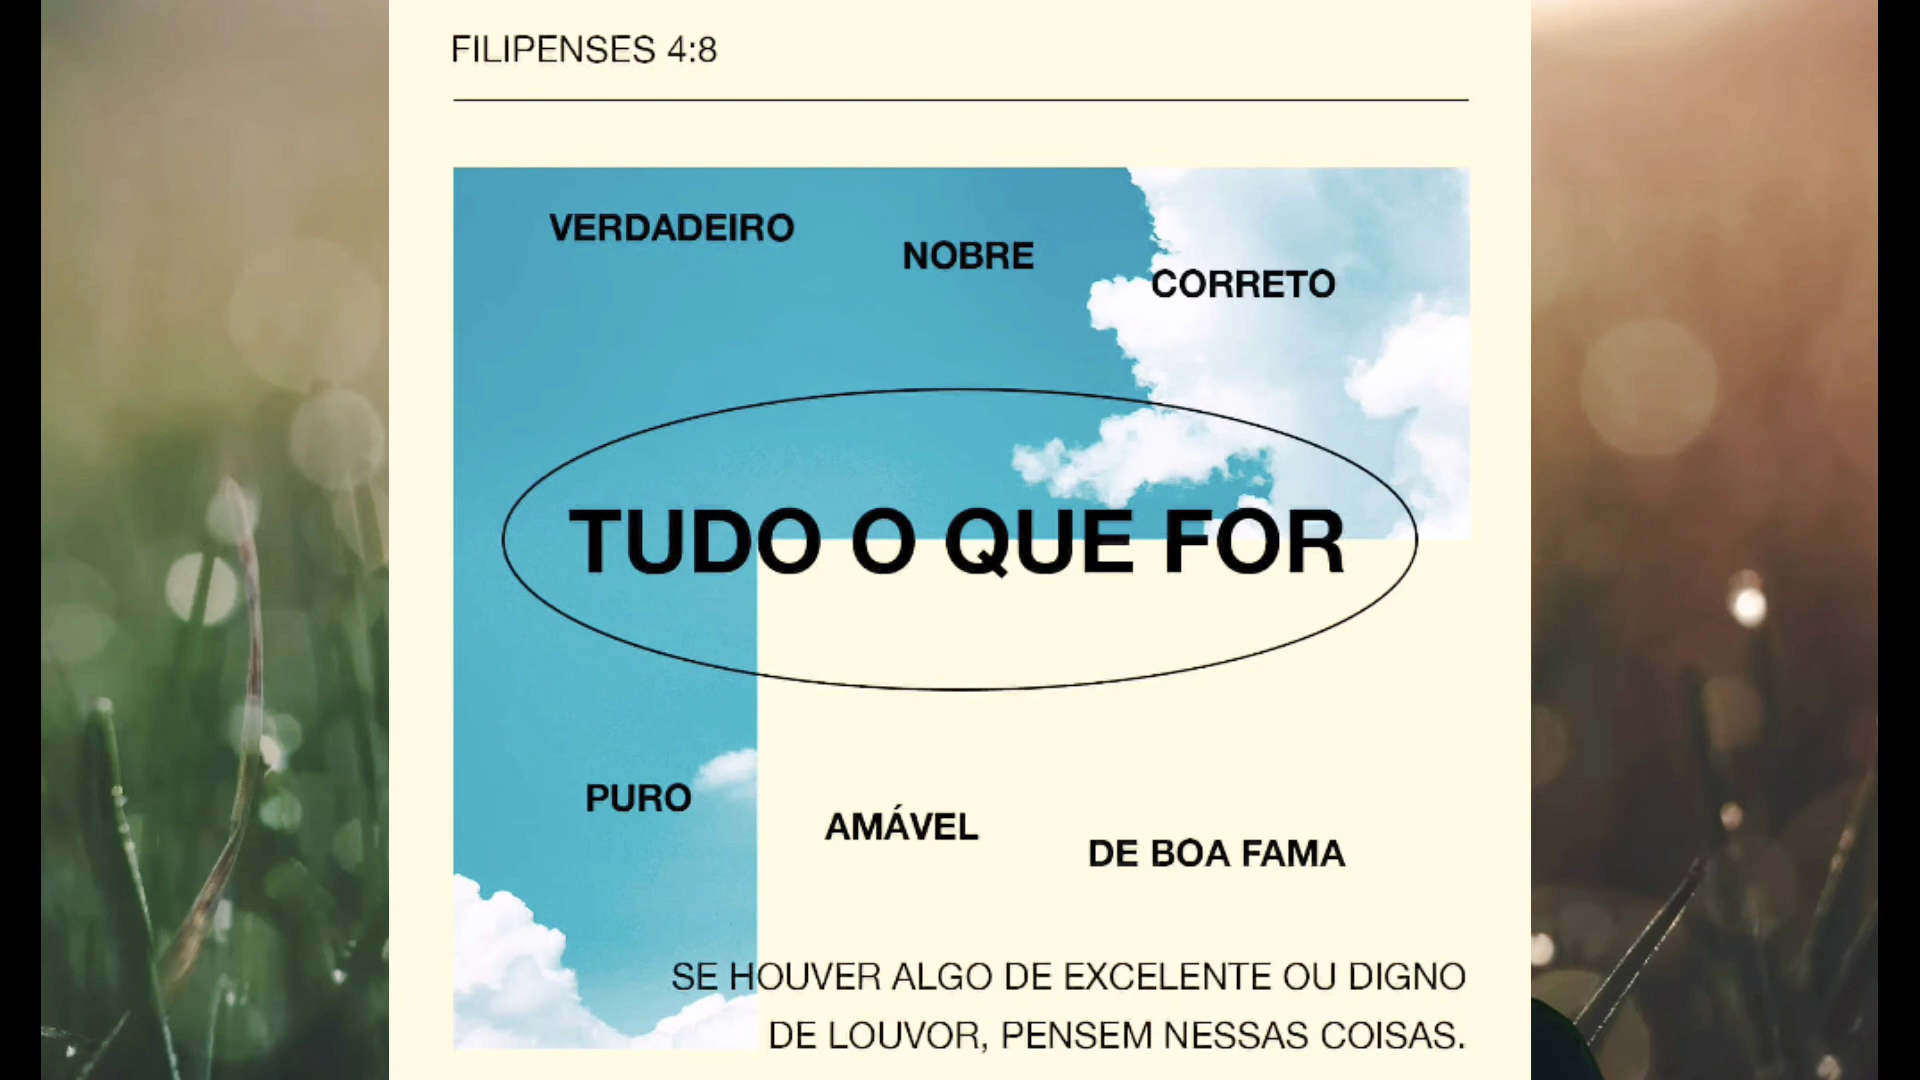 FILIPENSES 4:8
VERDADEIRO
NOBRE
CORRETO
TUDO O QUE FOR
PURO
AMÁVEL
DE BOA FAMA
SE HOUVER ALGO DE EXCELENTE OU DIGNO
DE LOUVOR, PENSEM NESSAS COISAS.